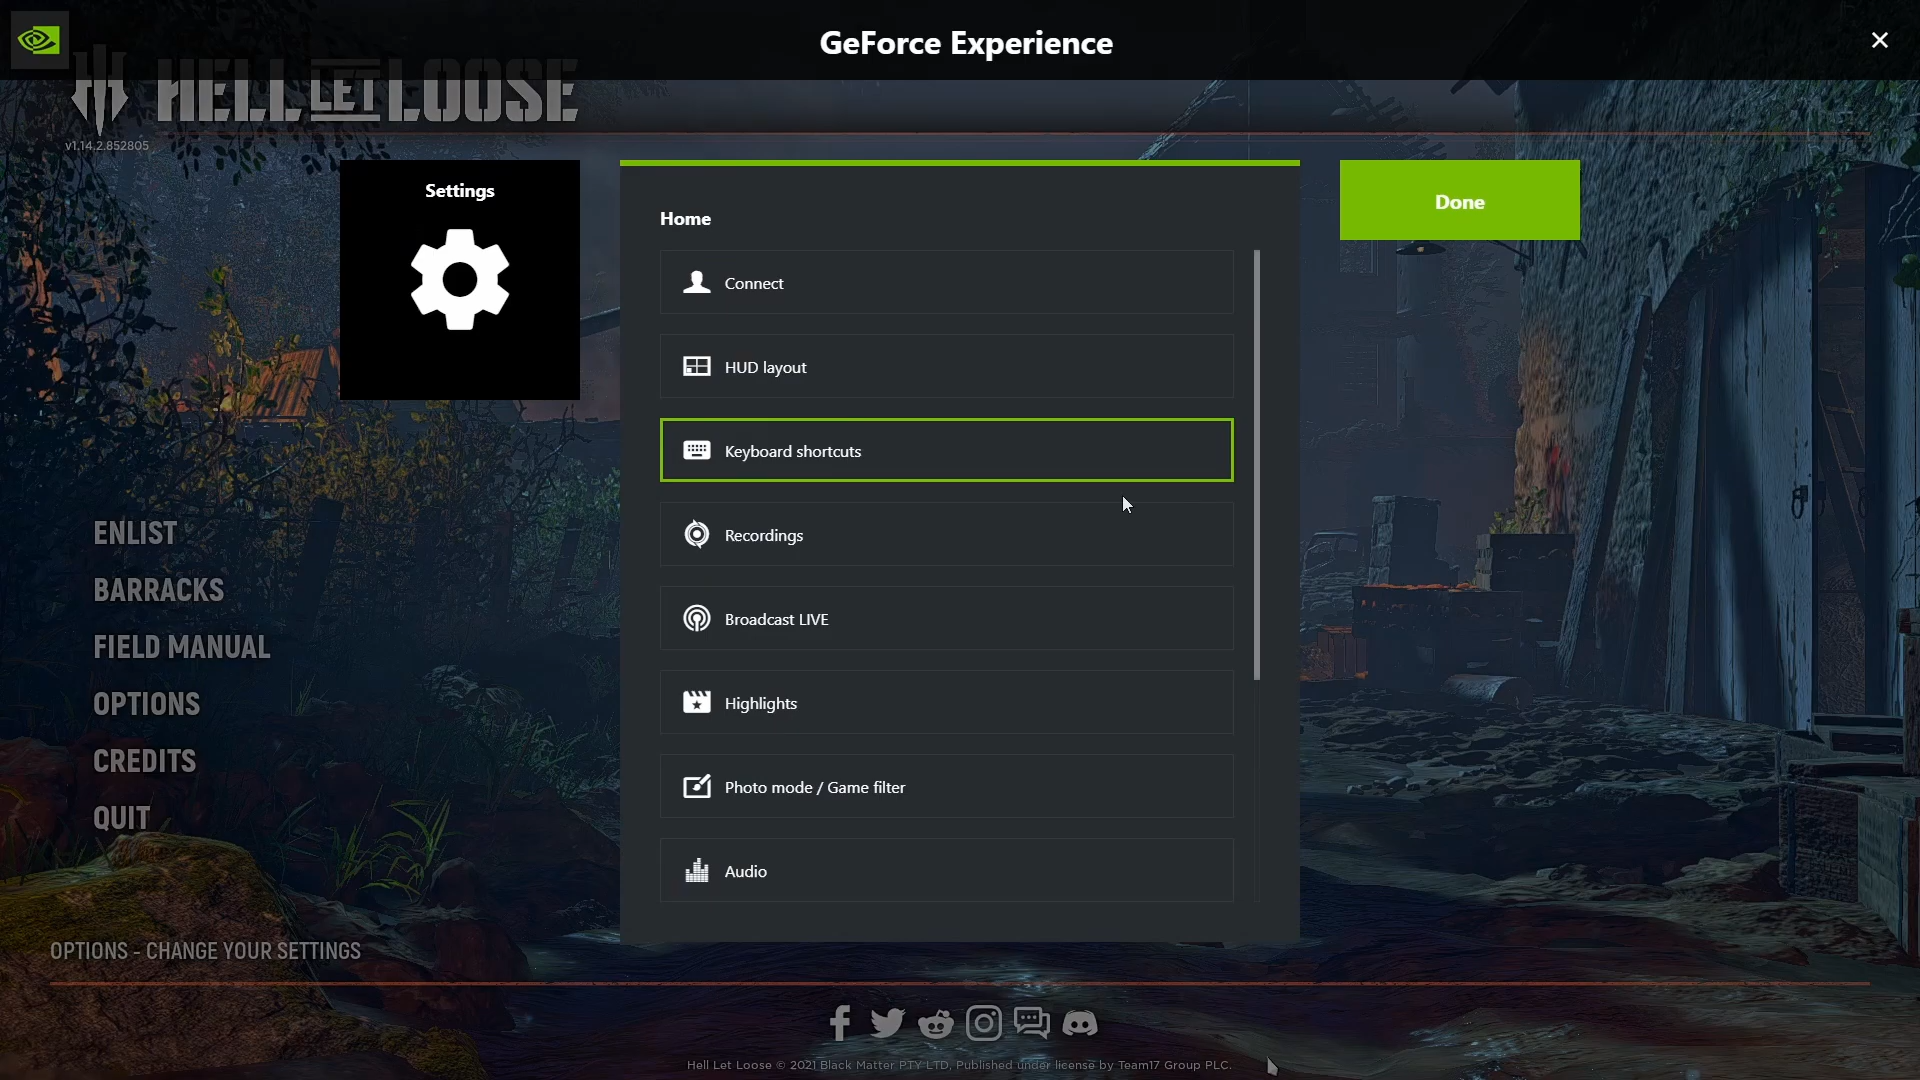 GeForce Experience
HELL LET LOOSE
v1.14.2.852805
Settings
Home
Done
Connect
HUD layout
Keyboard shortcuts
Recordings
Broadcast LIVE
Highlights
Photo mode / Game filter
Audio
ENLIST
BARRACKS
FIELD MANUAL
OPTIONS
CREDITS
QUIT
OPTIONS - CHANGE YOUR SETTINGS
Hell Let Loose © 2021 Black Matter PTY LTD, Published under license by Team17 Group PLC.